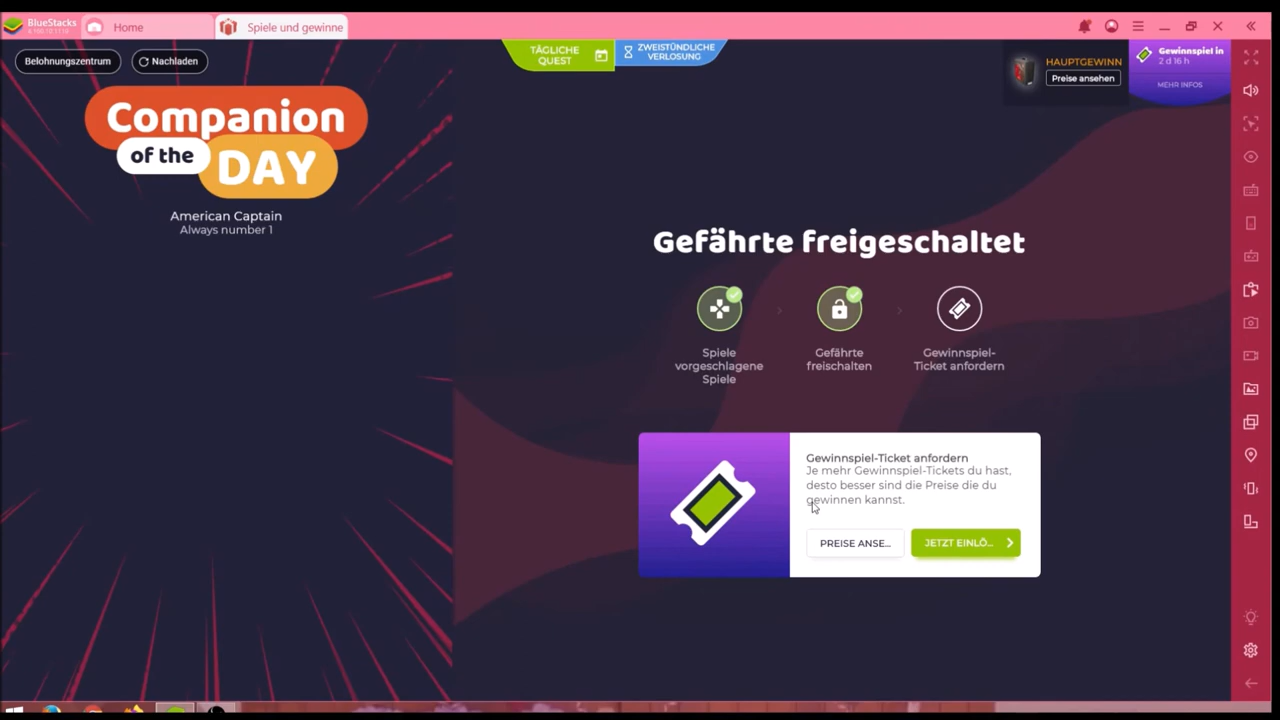 BlueStacks
Home
Spiele und gewinne
Belohnungszentrum
Nachladen
TÄGLICHE
QUEST
ZWEISTÜNDLICHE
VERLOSUNG
HAUPTGEWINN
Preise ansehen
Gewinnspiel in
2 d 16 h
MEHR INFOS
Companion
of the
DAY
American Captain
Always number 1
Gefährte freigeschaltet
Spiele
vorgeschlagene
Spiele
Gefährte
freischalten
Gewinnspiel-
Ticket anfordern
Gewinnspiel-Ticket anfordern
Je mehr Gewinnspiel-Tickets du hast,
desto besser sind die Preise die du
gewinnen kannst.
PREISE ANSE...
JETZT EINLÖ...